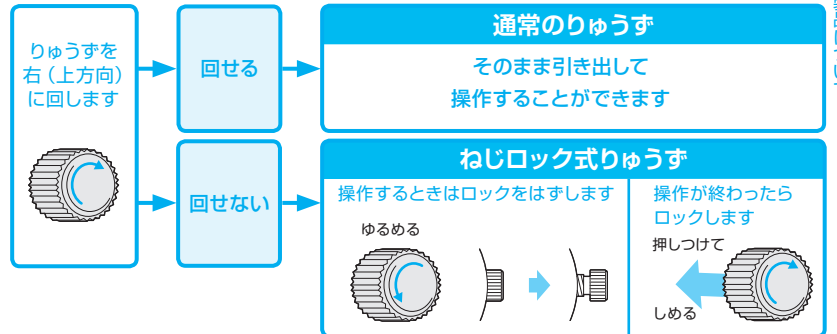 りゅうずを
右（上方向）
に回します
回せる
通常のりゅうず
そのまま引き出して
操作することができます
回せない
ねじロック式りゅうず
操作するときはロックをはずします
ゆるめる
操作が終わったら
ロックします
押しつけて
しめる